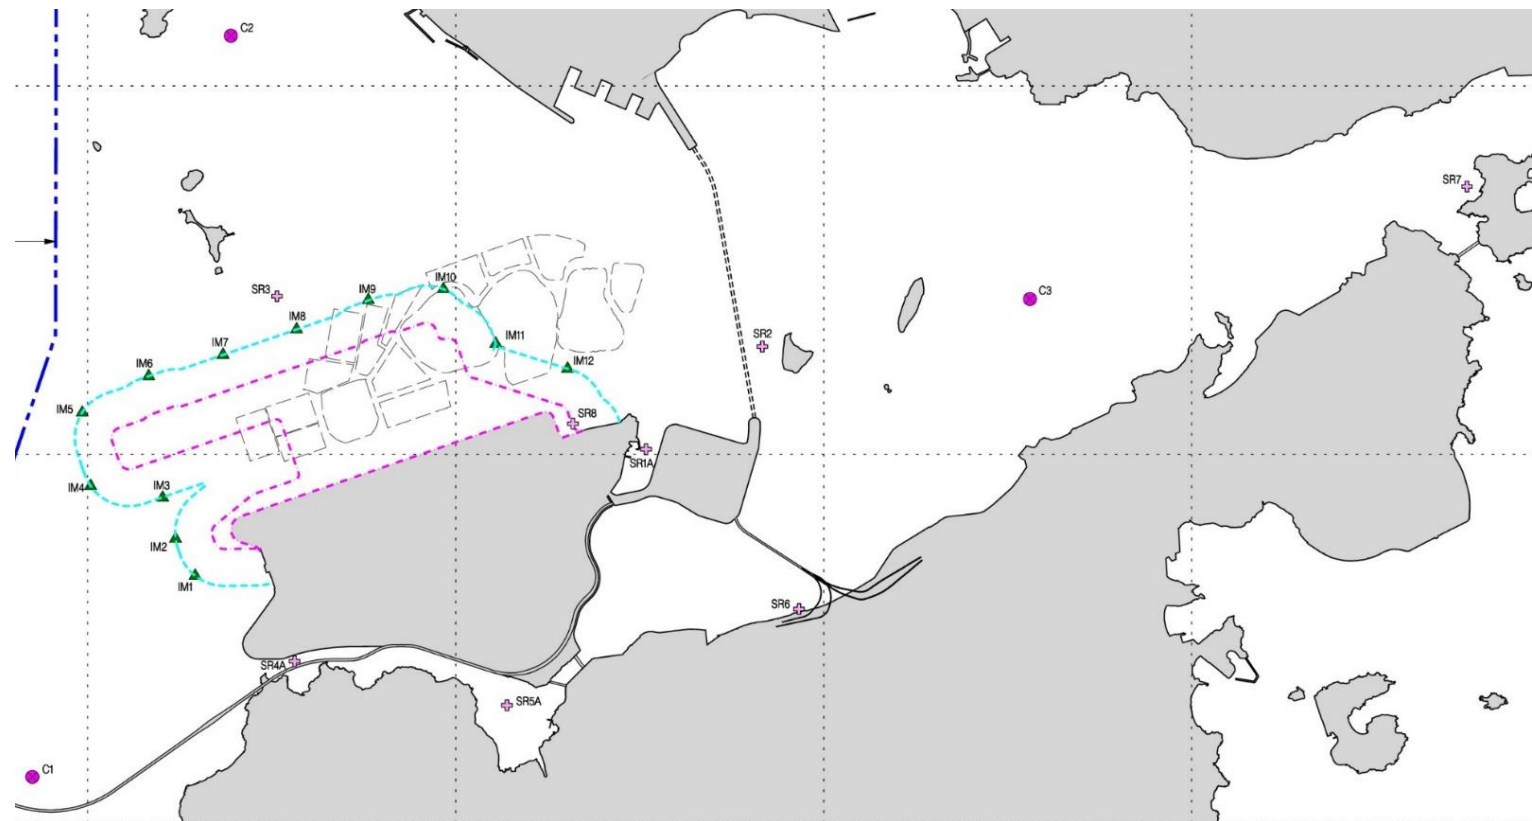 C2
SR7
SR3
IM10
C3
IM9
IM8
IM11
SR2
IM7
IM12
IM6
IM5
SR8
SR1A
IM4
IM3
IM2
IM1
SR6
SR4A
SR5A
C1